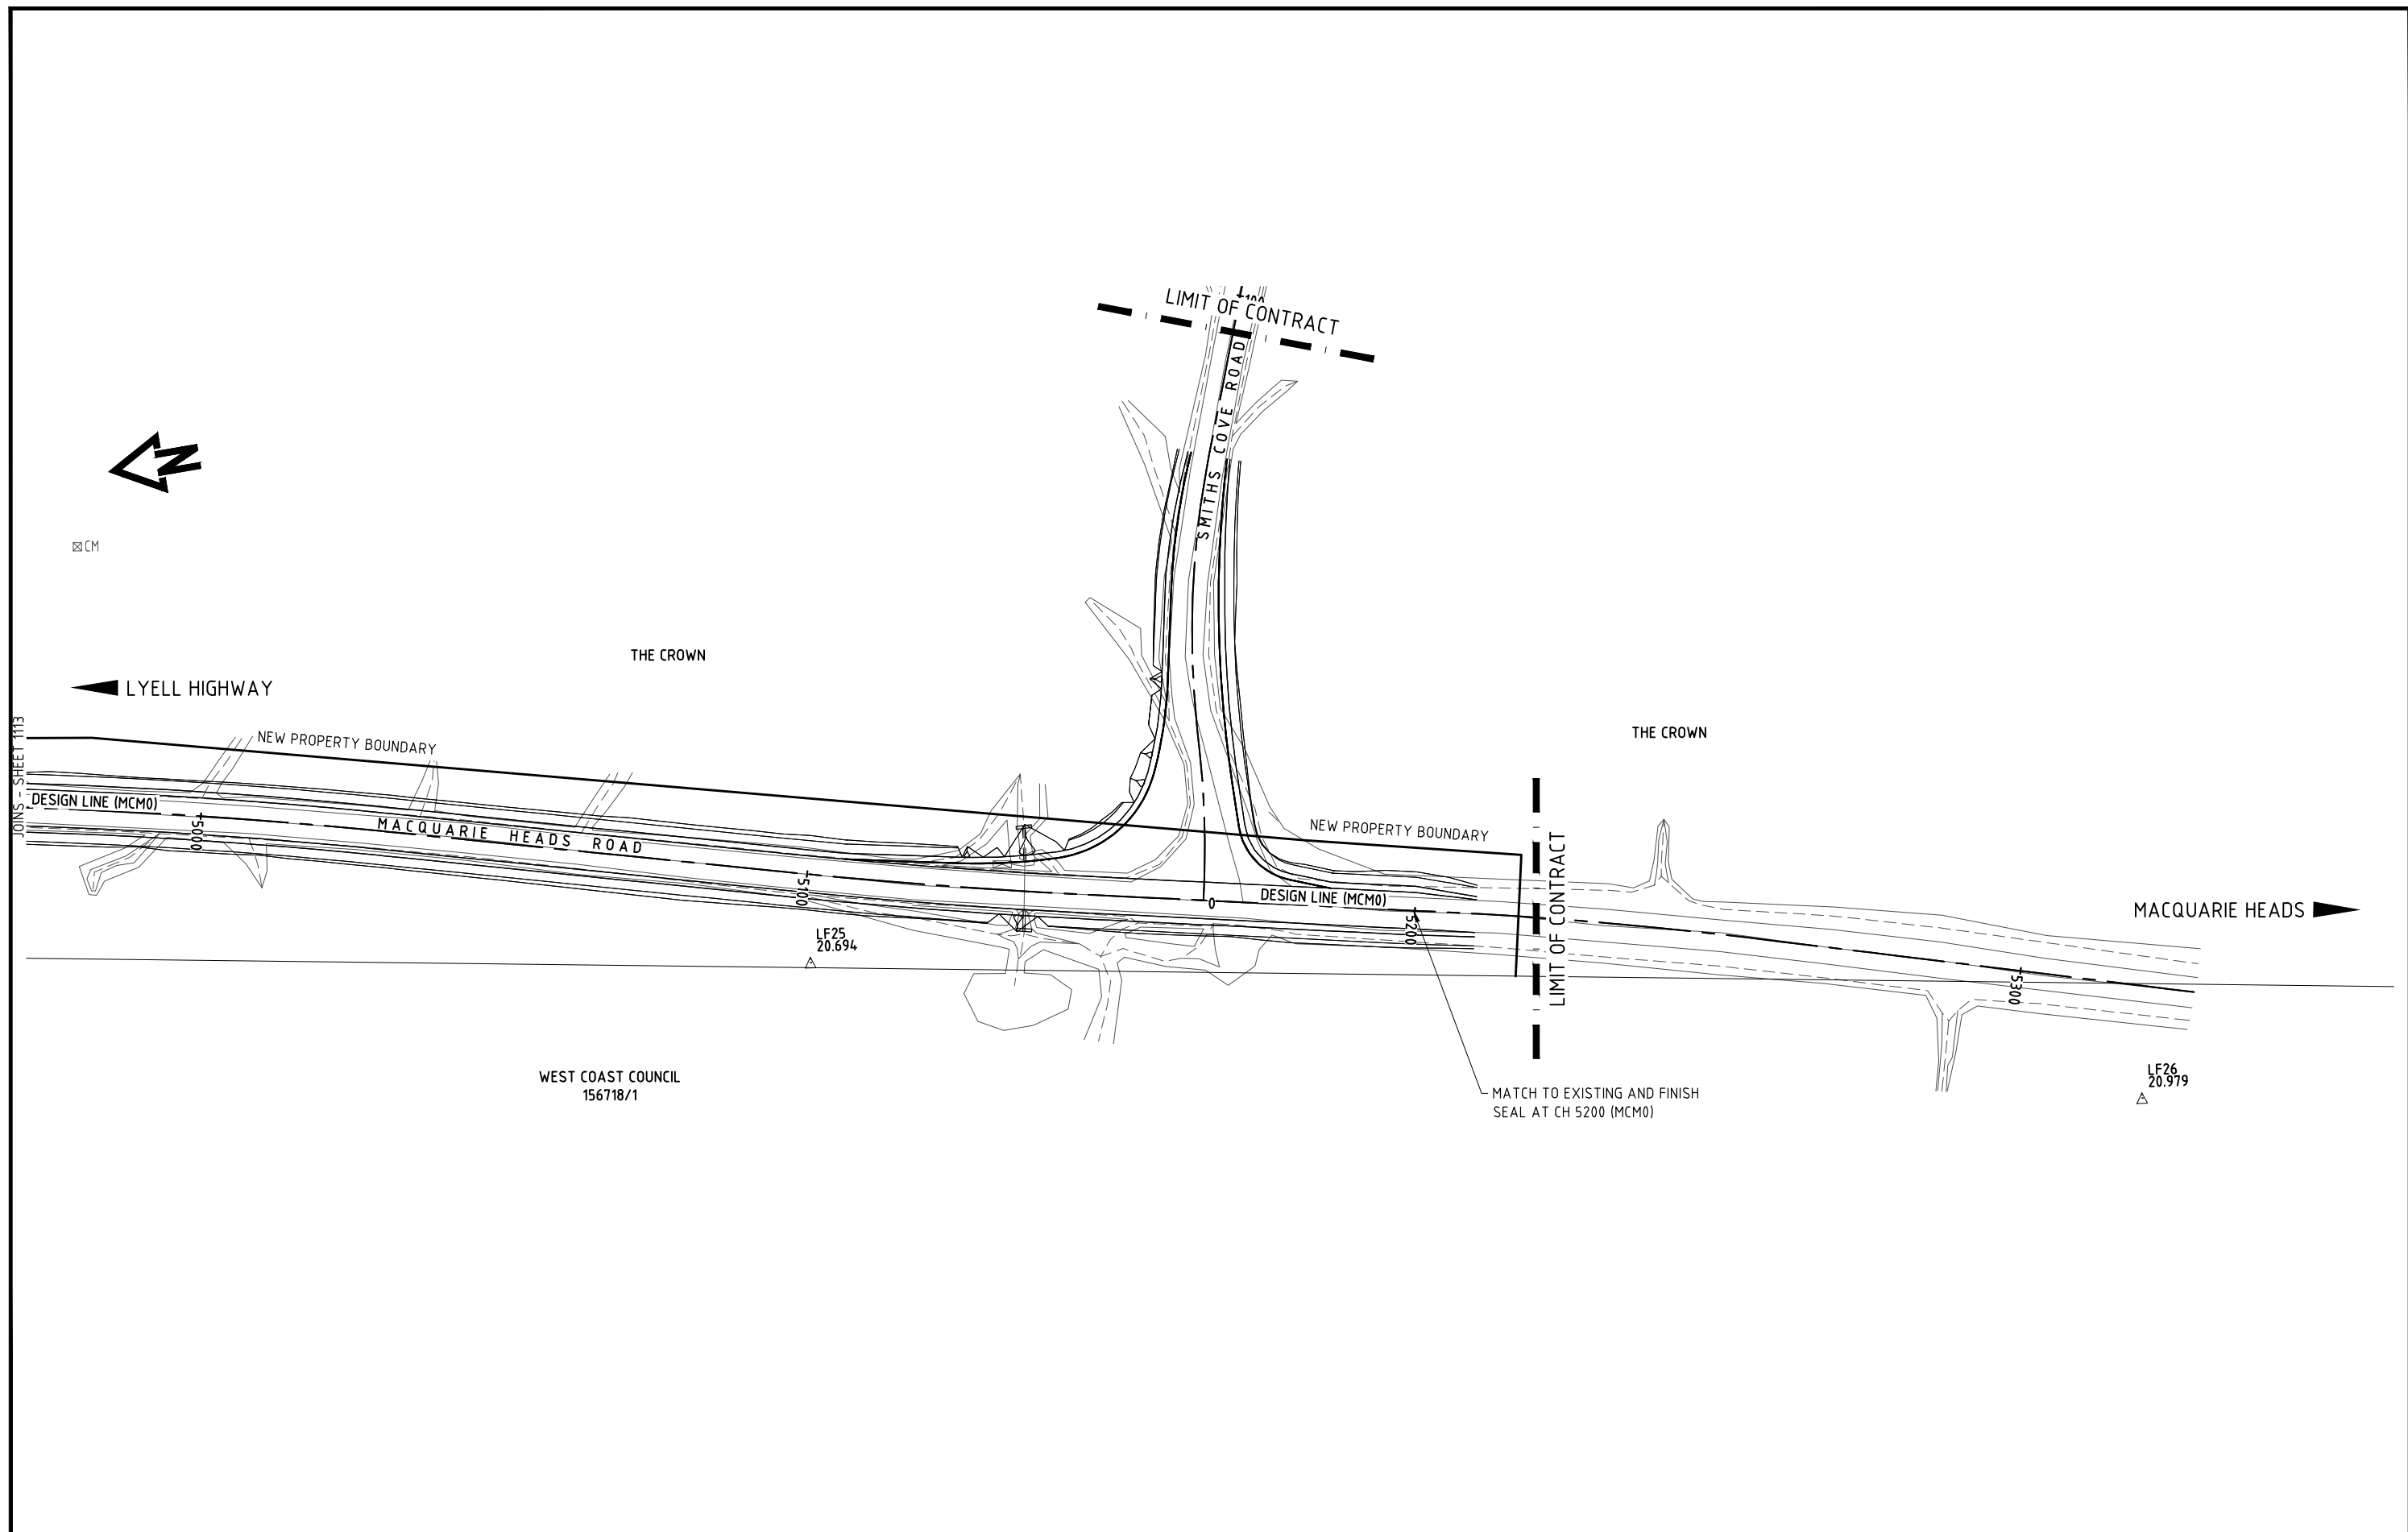 LIMIT OF CONTRACT
SMITHS COVE ROAD
N
CM
THE CROWN
LYELL HIGHWAY
JOINS - SHEET 1113
NEW PROPERTY BOUNDARY
THE CROWN
DESIGN LINE (MCM0)
5000
MACQUARIE HEADS ROAD
NEW PROPERTY BOUNDARY
5100
DESIGN LINE (MCM0)
0
5200
LIMIT OF CONTRACT
MACQUARIE HEADS
LF25
20.694
5300
WEST COAST COUNCIL
156718/1
MATCH TO EXISTING AND FINISH
SEAL AT CH 5200 (MCM0)
LF26
20.979